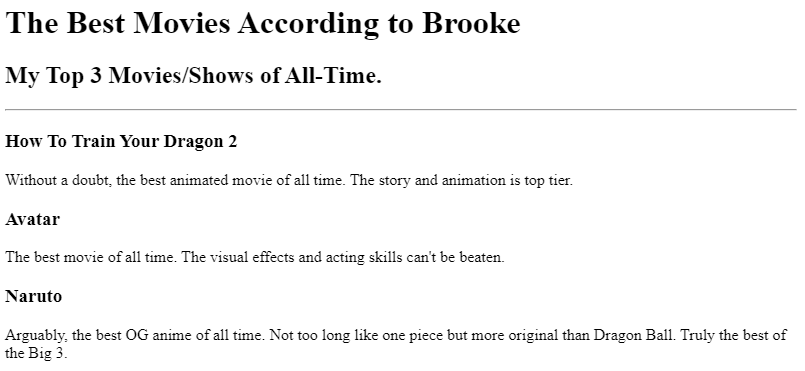 The Best Movies According to Brooke
My Top 3 Movies/Shows of All-Time.
How To Train Your Dragon 2
Without a doubt, the best animated movie of all time. The story and animation is top tier.
Avatar
The best movie of all time. The visual effects and acting skills can't be beaten.
Naruto
Arguably, the best OG anime of all time. Not too long like one piece but more original than Dragon Ball. Truly the best of
the Big 3.